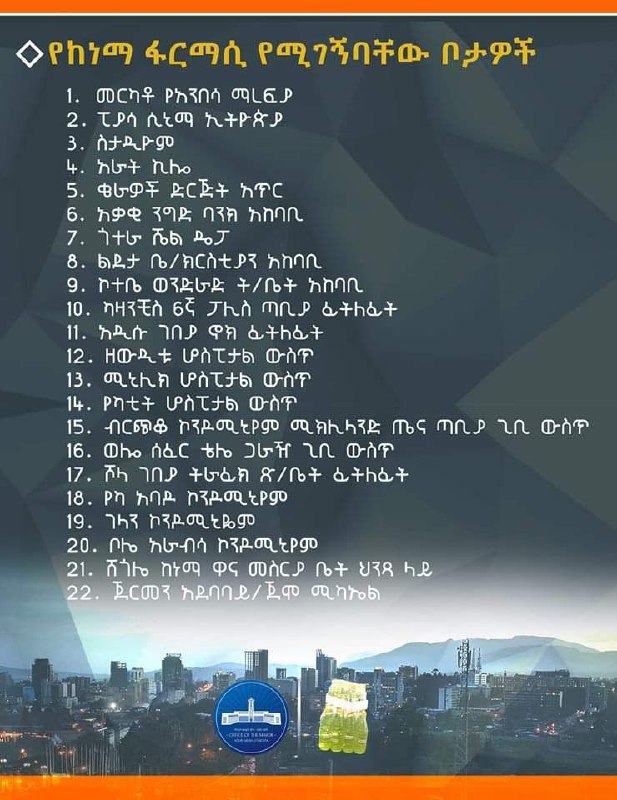 የከነማ ፋርማሲ የሚገኝባቸው ቦታዎች
1. መርካቶ የአንበሳ ማረፊያ
2. ፒያሳ ሲኒማ ኢትዮጵያ
3. ስታዲዮም
4. አራት ኪሎ
5. ቁራዎች ድርጅት አጥር
6. አቃቂ ንግድ ባንክ አከባቢ
7. ጎተራ ሼል ዴፖ
8. ልደታ ቤ/ክርስቲያን አከባቢ
9. ኮተቤ ወንድራድ ት/ቤት አከባቢ
10. ካዛንቺስ 6ኛ ፓሊስ ጣቢያ ፊትለፊት
11. አዲሱ ገበያ ዮክ ፊትለፊት
12. ዘውዲቱ ሆስፒታል ውስጥ
13. ሚኒሊክ ሆስፒታል ውስጥ
14. የካቲት ሆስፒታል ውስጥ
15. ብርጭቆ ኮንዶሚኒየም ሚክሊላንድ ጤና ጣቢያ ጊቢ ውስጥ
16. ወሎ ሰፈር ቴሌ ጋራዥ ጊቢ ውስጥ
17. ሾላ ገበያ ትራፊክ ጽ/ቤት ፊትለፊት
18. የካ አባዶ ኮንዶሚኒየም
19. ገላን ኮንዶሚኒዬም
20. ቦሌ አራብሳ ኮንዶሚኒየም
21. ሸጎሌ ከነማ ዋና መስርያ ቤት ህንጻ ላይ
22. ጀርመን አደባባይ/ጀሞ ሚካኤል